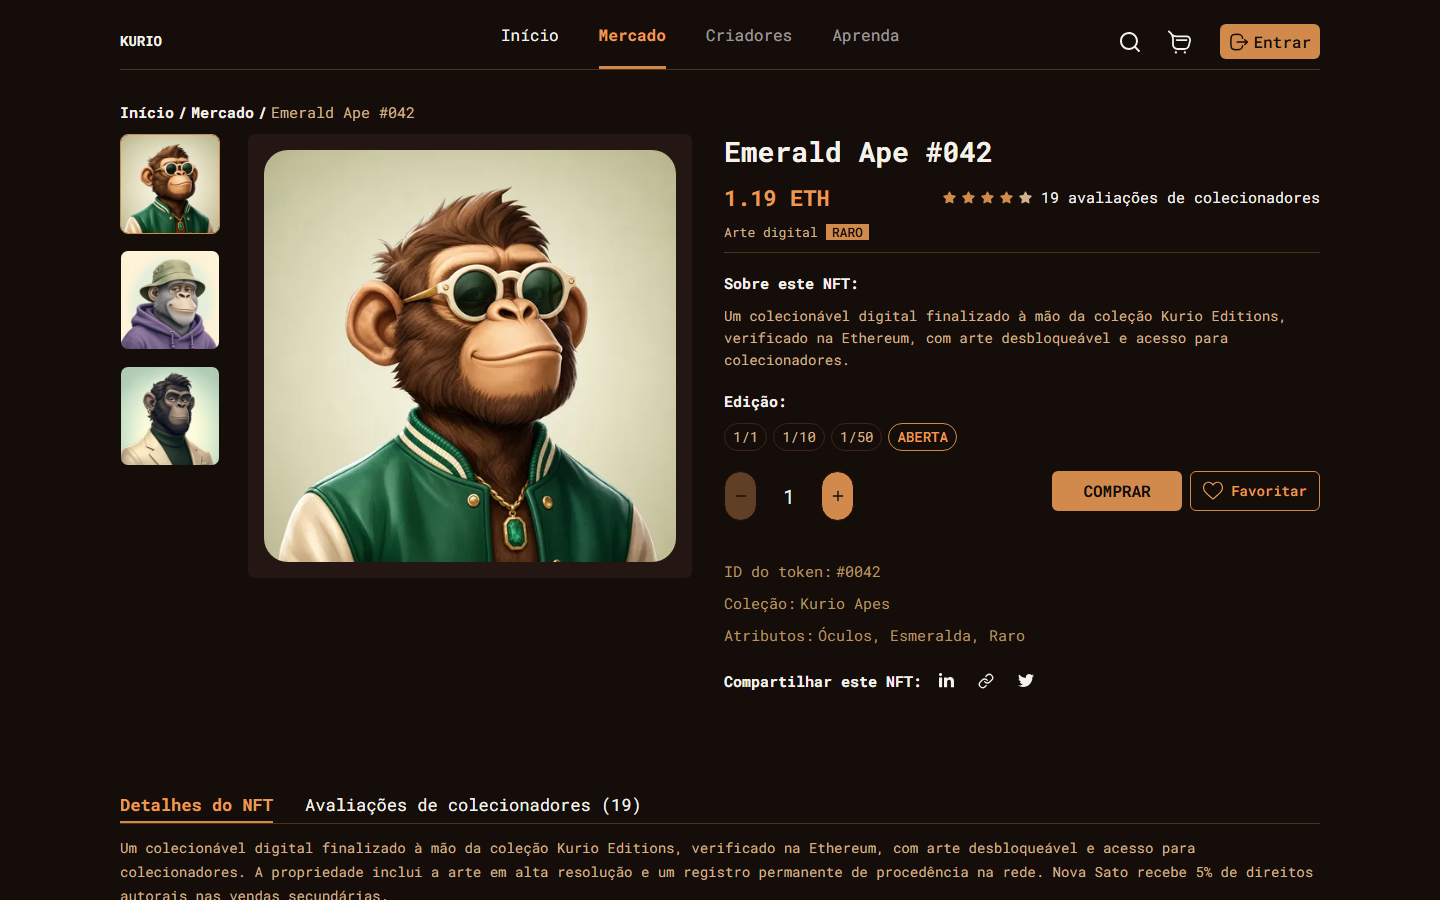 KURIO
Início
Mercado
Criadores
Aprenda
Entrar
Início / Mercado / Emerald Ape #042
Emerald Ape #042
1.19 ETH
19 avaliações de colecionadores
Arte digital RARO
Sobre este NFT:
Um colecionável digital finalizado à mão da coleção Kurio Editions,
verificado na Ethereum, com arte desbloqueável e acesso para
colecionadores.
Edição:
1/1 1/10 1/50 ABERTA
− 1 +
COMPRAR
Favoritar
ID do token: #0042
Coleção: Kurio Apes
Atributos: Óculos, Esmeralda, Raro
Compartilhar este NFT: in
Detalhes do NFT
Avaliações de colecionadores (19)
Um colecionável digital finalizado à mão da coleção Kurio Editions, verificado na Ethereum, com arte desbloqueável e acesso para
colecionadores. A propriedade inclui a arte em alta resolução e um registro permanente de procedência na rede. Nova Sato recebe 5% de direitos
autorais nas vendas secundárias.